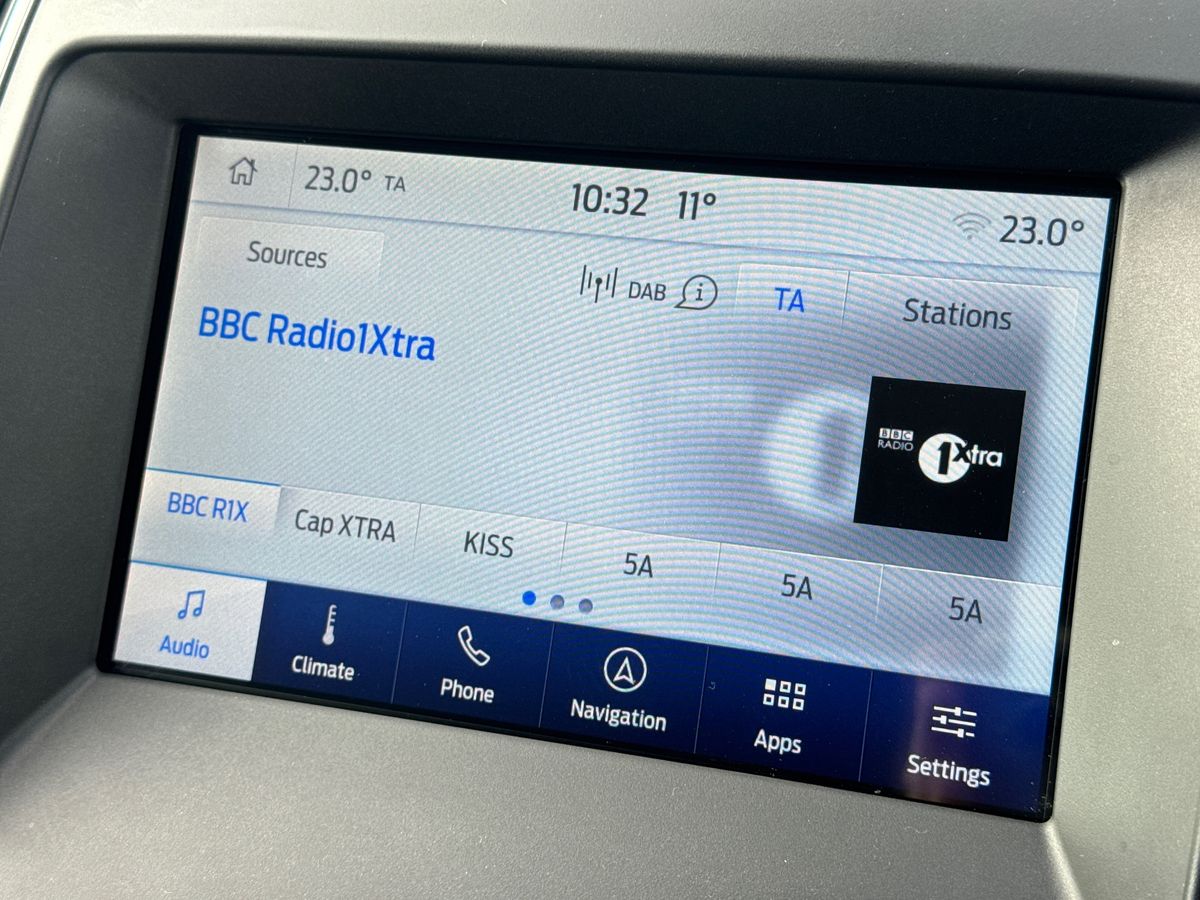 23.0° TA 10:32 11° 23.0°
Sources DAB i TA Stations
BBC Radio1Xtra
BBC
RADIO 1Xtra
BBC R1X Cap XTRA KISS 5A 5A 5A
Audio Climate Phone Navigation Apps Settings